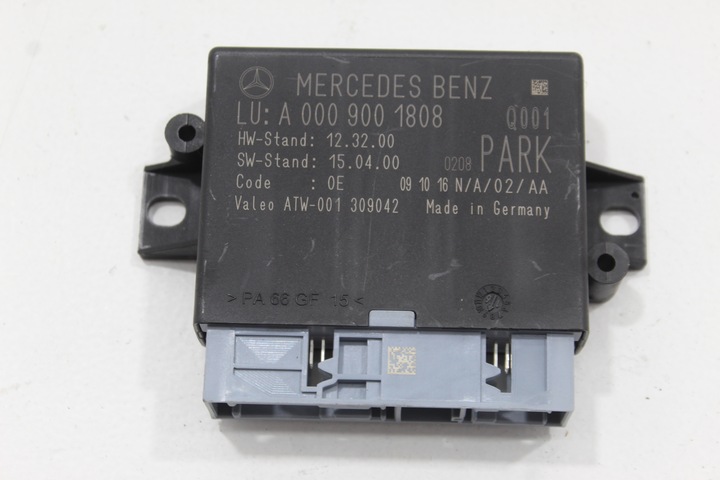 MERCEDES BENZ
LU: A 000 900 1808 Q001
HW-Stand: 12.32.00
SW-Stand: 15.04.00 0208 PARK
Code : 0E 09 10 16 N/A/02/AA
Valeo ATW-001 309042 Made in Germany
>PA 66 GF 15<